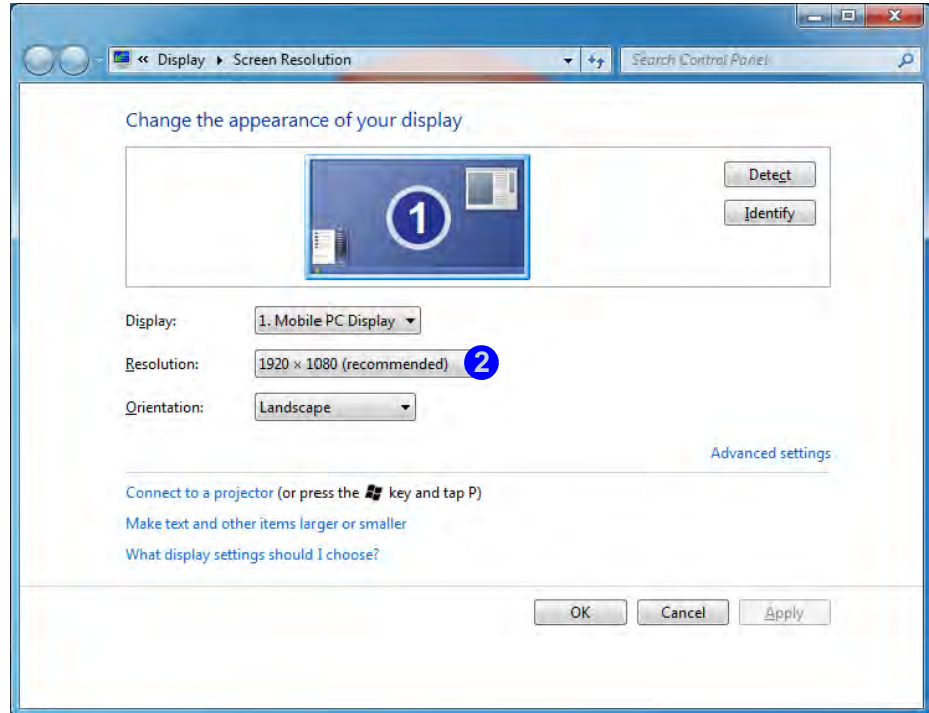 « Display ▸ Screen Resolution
Search Control Panel
Change the appearance of your display
1
Detect
Identify
Display: 1. Mobile PC Display
Resolution: 1920 × 1080 (recommended) 2
Orientation: Landscape
Advanced settings
Connect to a projector (or press the key and tap P)
Make text and other items larger or smaller
What display settings should I choose?
OK Cancel Apply